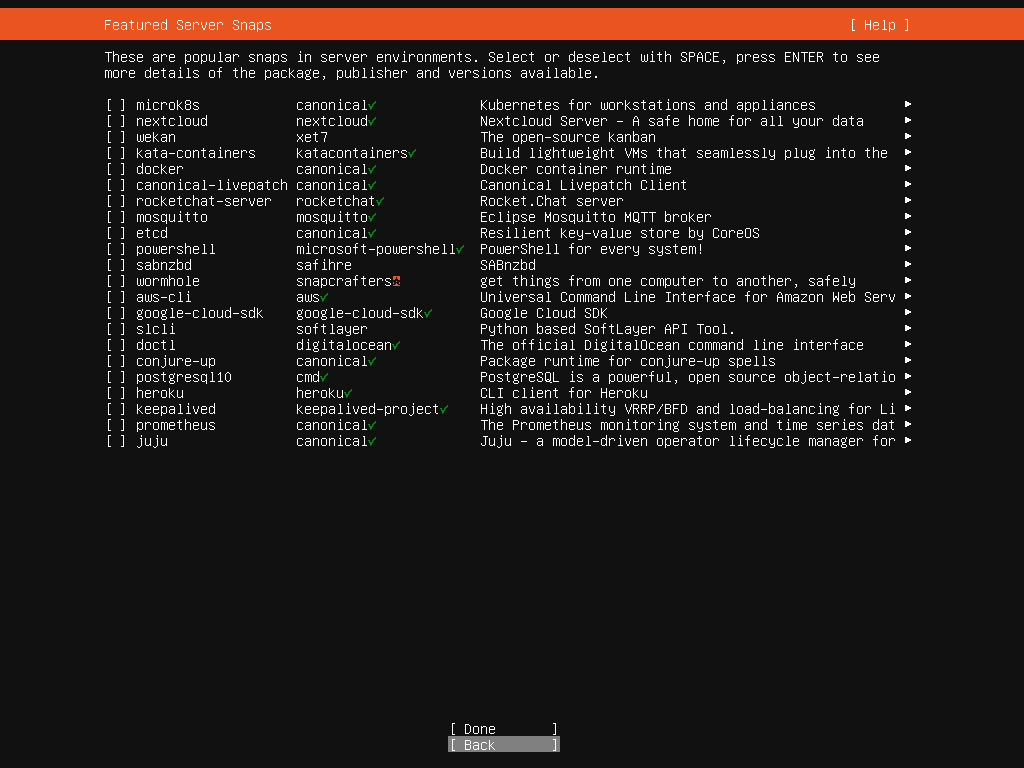 Featured Server Snaps [ Help ]
These are popular snaps in server environments. Select or deselect with SPACE, press ENTER to see
more details of the package, publisher and versions available.
[ ] microk8s canonical✓ Kubernetes for workstations and appliances ▸
[ ] nextcloud nextcloud✓ Nextcloud Server - A safe home for all your data ▸
[ ] wekan xet7 The open-source kanban ▸
[ ] kata-containers katacontainers✓ Build lightweight VMs that seamlessly plug into the ▸
[ ] docker canonical✓ Docker container runtime ▸
[ ] canonical-livepatch canonical✓ Canonical Livepatch Client ▸
[ ] rocketchat-server rocketchat✓ Rocket.Chat server ▸
[ ] mosquitto mosquitto✓ Eclipse Mosquitto MQTT broker ▸
[ ] etcd canonical✓ Resilient key-value store by CoreOS ▸
[ ] powershell microsoft-powershell✓ PowerShell for every system! ▸
[ ] sabnzbd safihre SABnzbd ▸
[ ] wormhole snapcrafters get things from one computer to another, safely ▸
[ ] aws-cli aws✓ Universal Command Line Interface for Amazon Web Serv ▸
[ ] google-cloud-sdk google-cloud-sdk✓ Google Cloud SDK ▸
[ ] slcli softlayer Python based SoftLayer API Tool. ▸
[ ] doctl digitalocean✓ The official DigitalOcean command line interface ▸
[ ] conjure-up canonical✓ Package runtime for conjure-up spells ▸
[ ] postgresql10 cmd✓ PostgreSQL is a powerful, open source object-relatio ▸
[ ] heroku heroku✓ CLI client for Heroku ▸
[ ] keepalived keepalived-project✓ High availability VRRP/BFD and load-balancing for Li ▸
[ ] prometheus canonical✓ The Prometheus monitoring system and time series dat ▸
[ ] juju canonical✓ Juju - a model-driven operator lifecycle manager for ▸
[ Done ]
[ Back ]